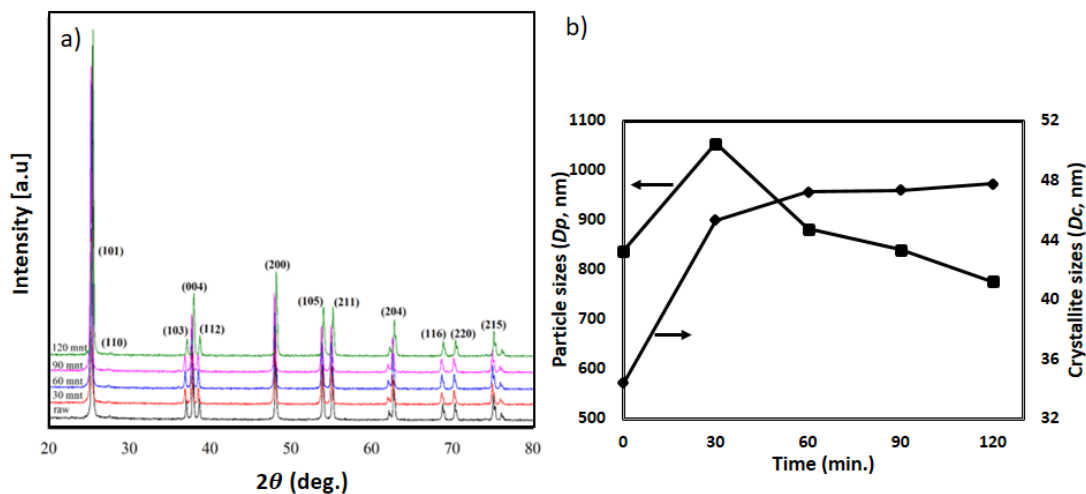 a)
Intensity [a.u]
(101)
(110)
(103)
(004)
(112)
(200)
(105)
(211)
(204)
(116)
(220)
(215)
120 mnt
90 mnt
60 mnt
30 mnt
raw
20 30 40 50 60 70 80
2θ (deg.)
b)
Particle sizes (Dp, nm)
1100
1000
900
800
700
600
500
52
48
44
40
36
32
Crystallite sizes (Dc, nm)
0 30 60 90 120
Time (min.)